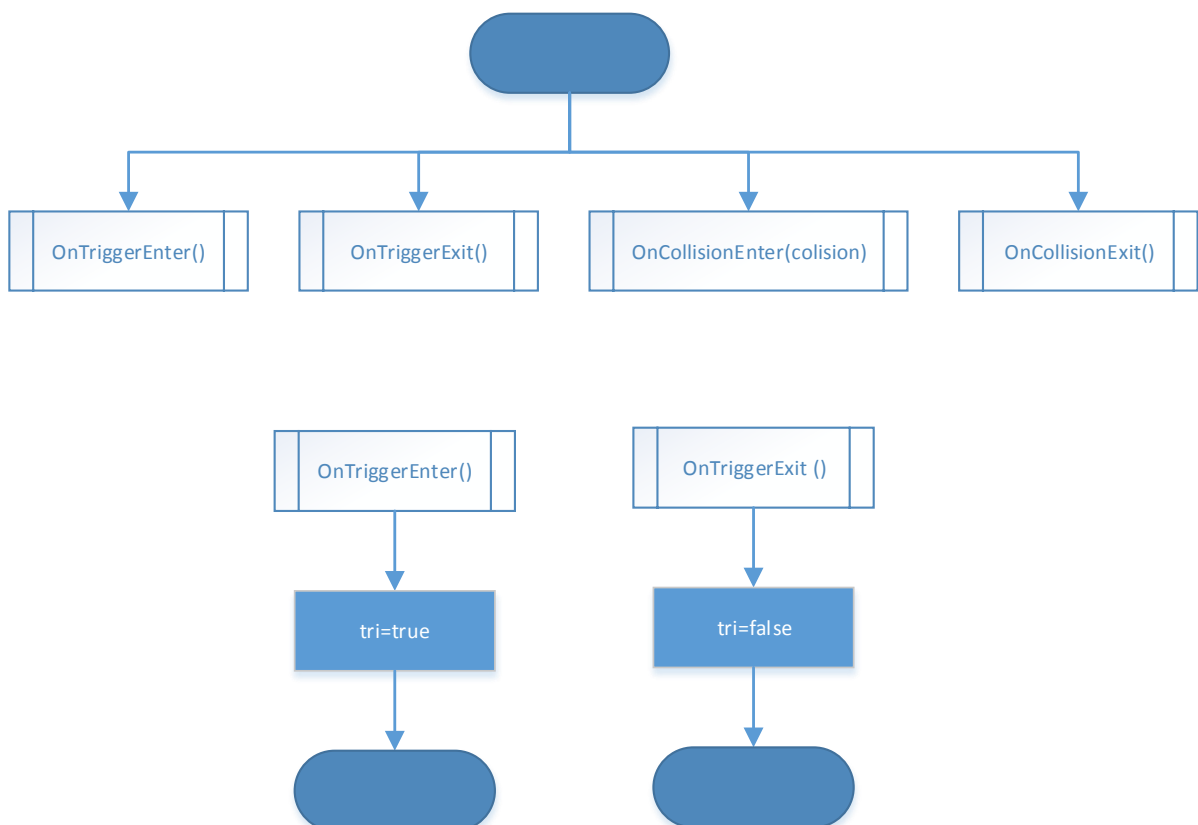 OnTriggerEnter()
OnTriggerExit()
OnCollisionEnter(colision)
OnCollisionExit()
OnTriggerEnter()
OnTriggerExit ()
tri=true
tri=false